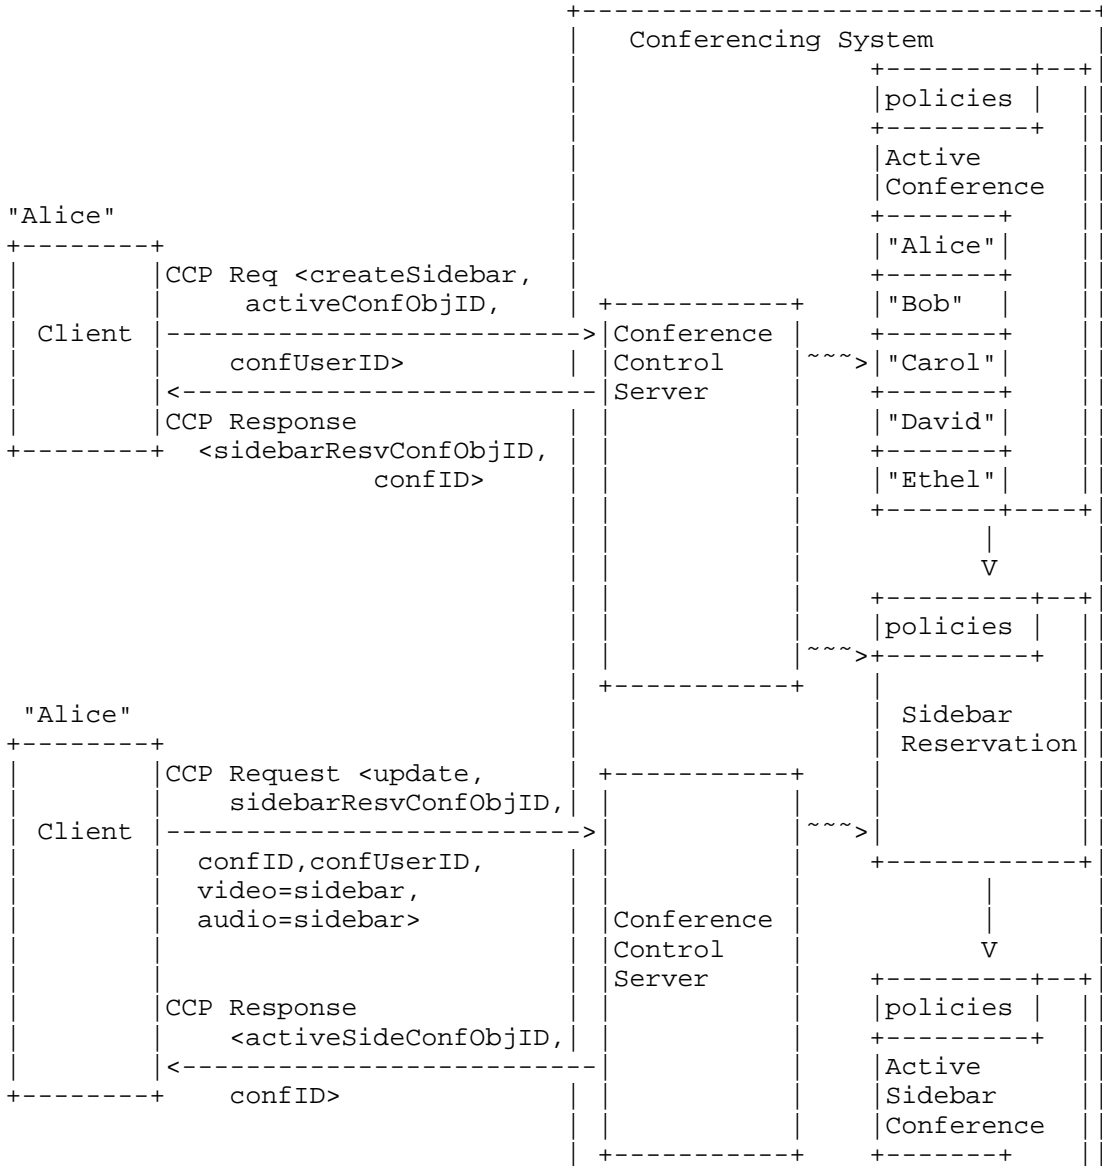 Conferencing System
policies
Active
Conference
"Alice"
"Alice"
CCP Req <createSidebar,
activeConfObjID,
"Bob"
Client
Conference
confUserID>
Control
"Carol"
Server
CCP Response
"David"
<sidebarResvConfObjID,
confID>
"Ethel"
V
policies
"Alice"
Sidebar
Reservation
CCP Request <update,
sidebarResvConfObjID,
Client
confID,confUserID,
video=sidebar,
audio=sidebar>
Conference
Control
V
Server
CCP Response
policies
<activeSideConfObjID,
Active
confID>
Sidebar
Conference